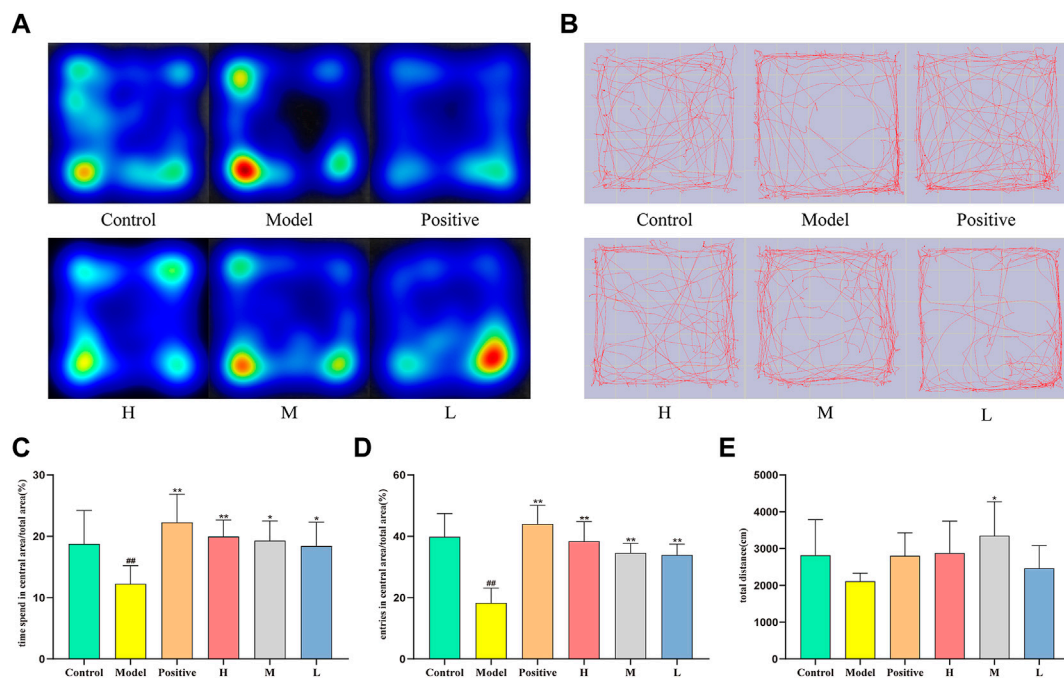 A
B
Control Model Positive
Control Model Positive
H M L
H M L
C
D
E
time spend in central area/total area(%)
30
20
10
0
##
**
**
*
*
Control Model Positive H M L
entries in central area/total area(%)
60
40
20
0
##
**
**
**
**
Control Model Positive H M L
total distance(cm)
5000
4000
3000
2000
1000
0
*
Control Model Positive H M L